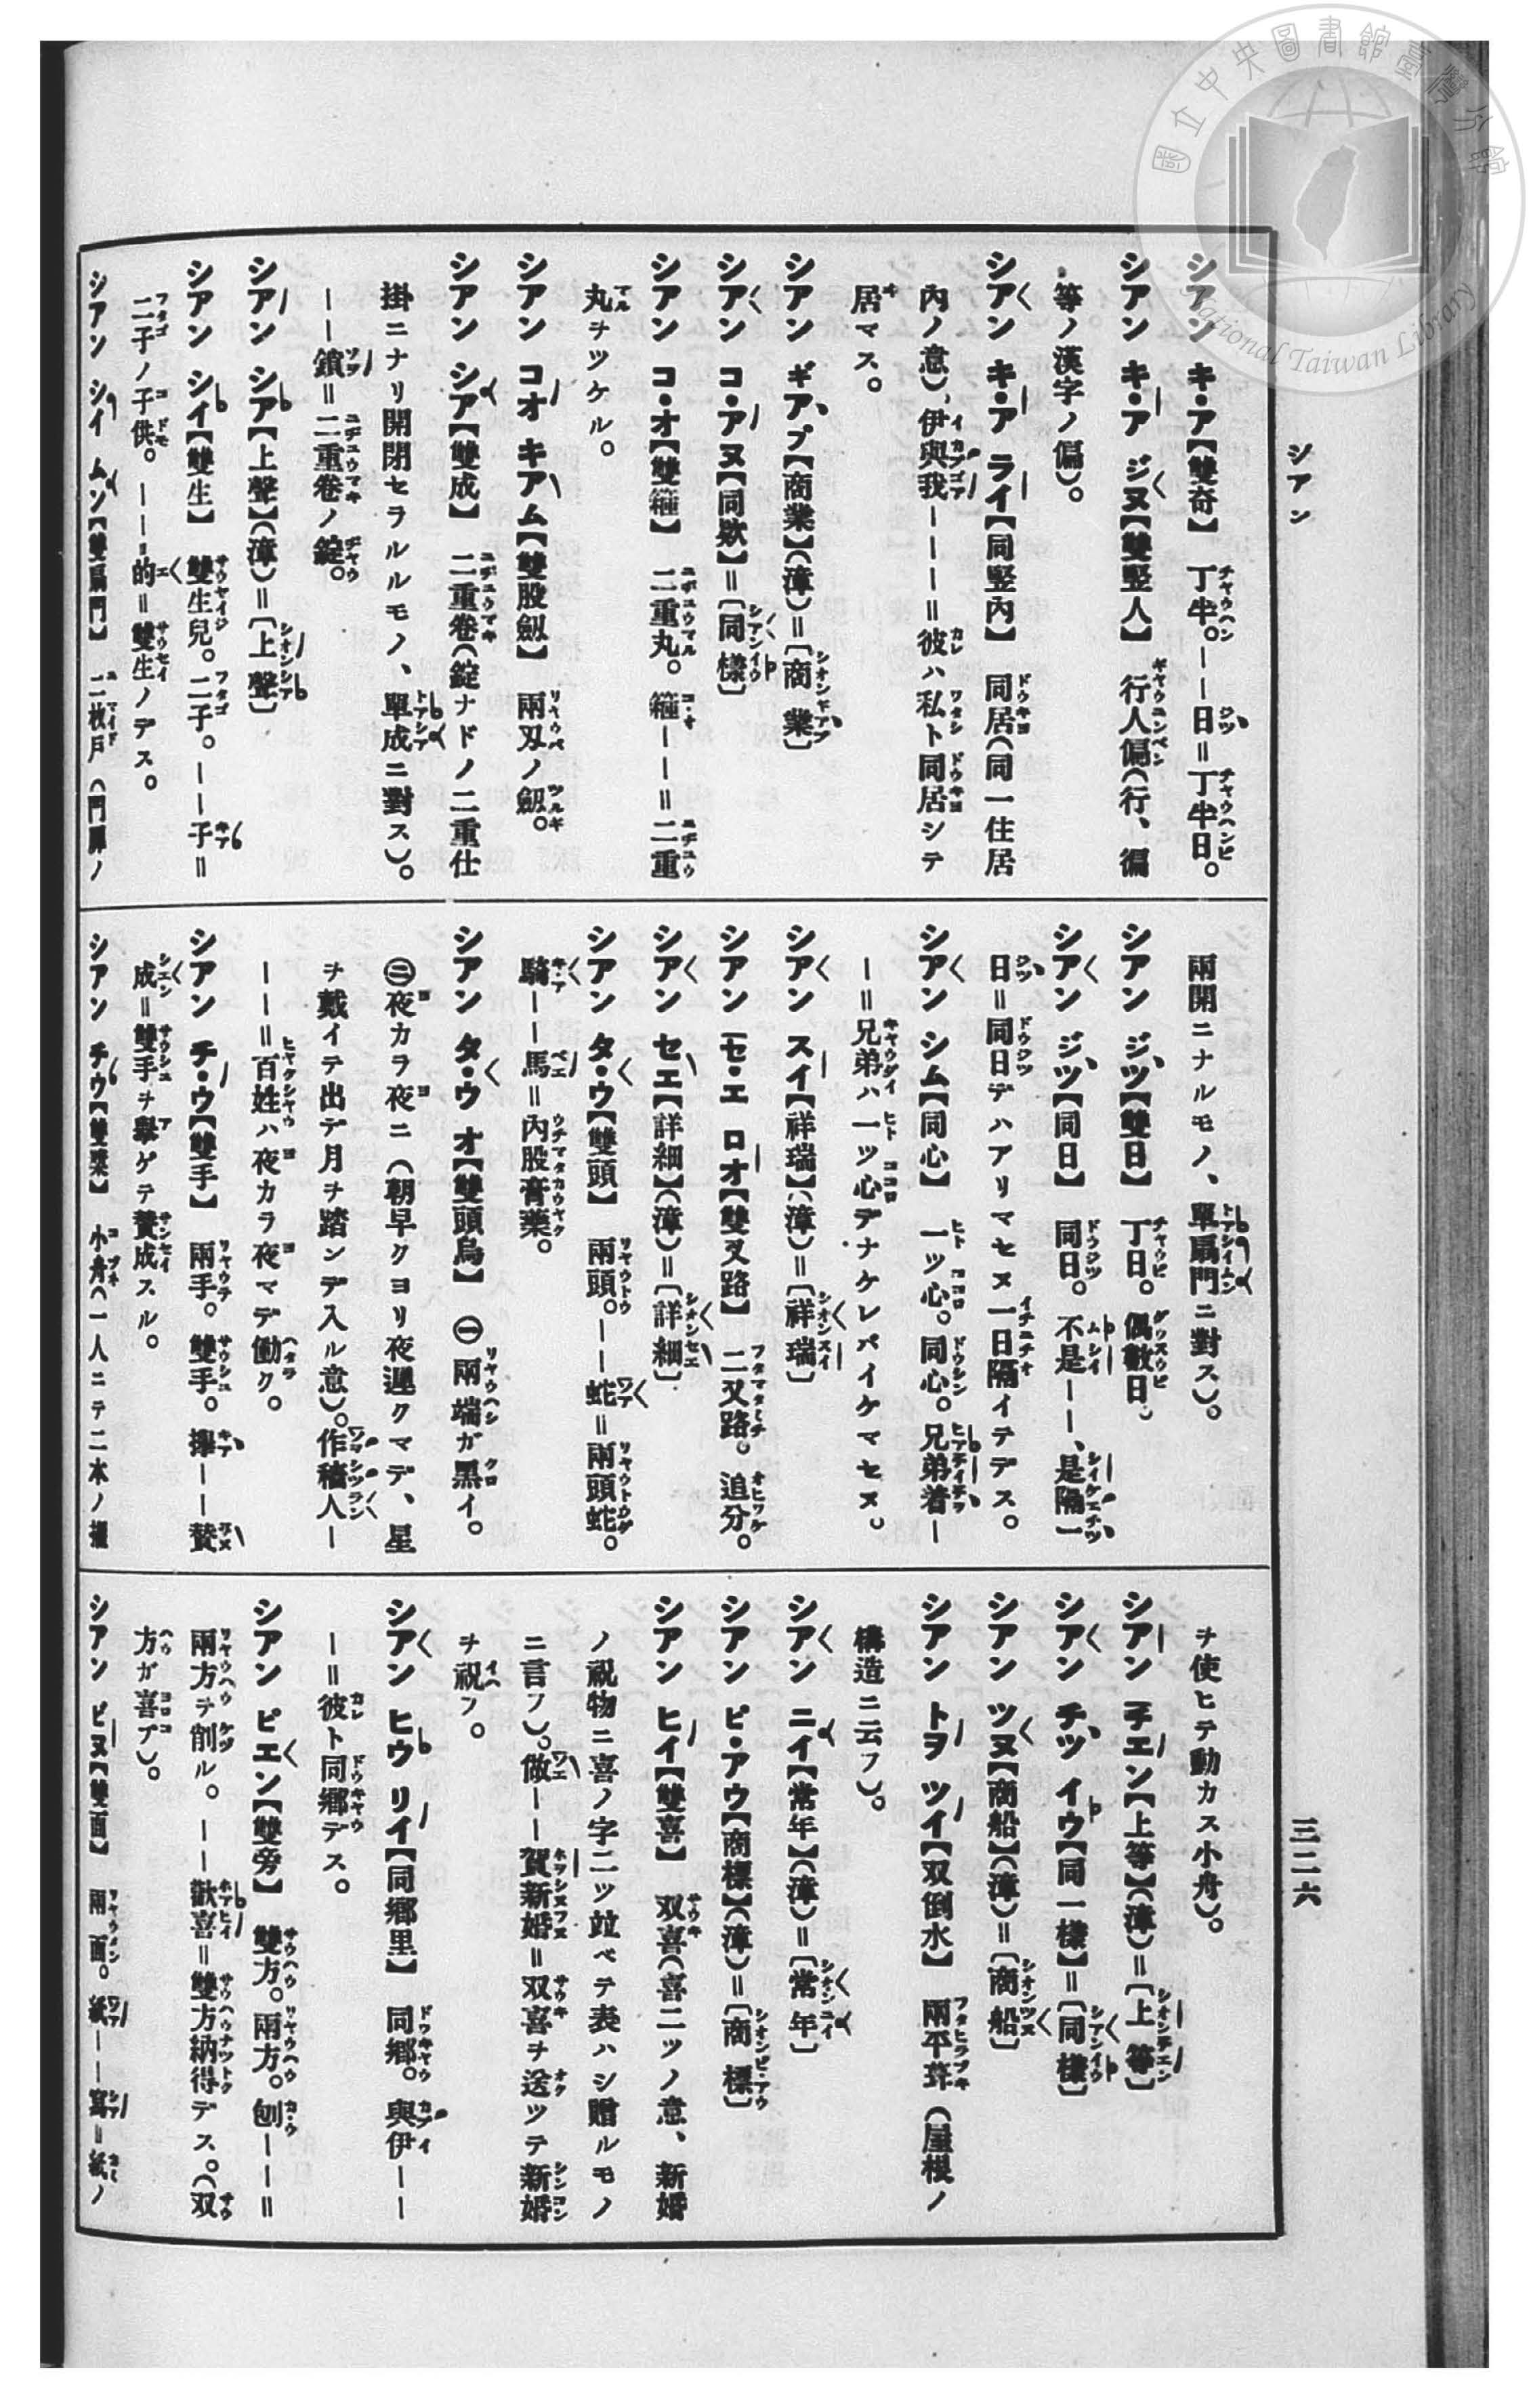 國立中央圖書館臺灣分館
National Taiwan Library
シアン
三二六
シアン キ・ア【雙奇】 丁半。――日=丁半日。
シアン キ・ア ジヌ【雙竪人】 行人偏(行、徧
等ノ漢字ノ偏)。
シアン キ・ア ライ【同竪內】 同居(同一住居
內ノ意)、伊與我――――=彼ハ私ト同居シテ
居マス。
シアン ギアプ【商業】(漳)=〔商業〕
シアン コ・ア ヌ【同欵】=〔同樣〕
シアン コ・オ【雙箍】 二重丸。箍――=二重
丸ヲツケル。
シアン コオ キアム【雙股劔】 兩刄ノ劔。
シアン シア【雙成】 二重卷(錠ナドノ二重仕
掛ニナリ開閉セラルルモノ、單成ニ對ス)。
――鎖=二重卷ノ錠。
シアン シア【上聲】(漳)=〔上聲〕
シアン シイ【雙生】 雙生兒。二子。――子=
二子ノ子供。――的=雙生ノデス。
シアン シイ ムン【雙扇門】 二枚戶(門扉ノ
兩開ニナルモノ、單扇門ニ對ス)。
シアン ジツ【雙日】 丁日。偶數日。
シアン ジツ【同日】 同日。不是――、是隔一
日=同日デハアリマセヌ一日隔イテデス。
シアン シム【同心】 一ツ心。同心。兄弟着―
―=兄弟ハ一ツ心デナケレバイケマセヌ。
シアン スイ【祥瑞】(漳)=〔祥瑞〕
シアン セ・エ ロオ【雙叉路】 二叉路。追分。
シアン セエ【詳細】(漳)=〔詳細〕
シアン タ・ウ【雙頭】 兩頭。――蛇=兩頭蛇。
騎――馬=內股膏藥。
シアン タ・ウ オ【雙頭烏】 ㊀兩端ガ黑イ。
㊁夜カラ夜ニ(朝早クヨリ夜遲クマデ、星
ヲ戴イテ出デ月ヲ踏ンデ入ル意)。作穡人―
――=百姓ハ夜カラ夜マデ働ク。
シアン チ・ウ【雙手】 兩手。雙手。攑――贊
成=雙手ヲ擧ゲテ贊成スル。
シアン チウ【雙槳】 小舟(一人ニテ二本ノ櫂
ヲ使ヒテ動カス小舟)。
シアン チエン【上等】(漳)=〔上等〕
シアン チツ イウ【同一樣】=〔同樣〕
シアン ツヌ【商船】(漳)=〔商船〕
シアン トヲ ツイ【双倒水】 兩平葺(屋根ノ
構造ニ云フ)。
シアン ニイ【常年】(漳)=〔常年〕
シアン ピ・アウ【商標】(漳)=〔商標〕
シアン ヒイ【雙喜】 双喜(喜二ツノ意、新婚
ノ祝物ニ喜ノ字二ツ竝ベテ表ハシ贈ルモノ
ニ言フ)。做――賀新婚=双喜ヲ送ツテ新婚
ヲ祝フ。
シアン ヒウ リイ【同鄉里】 同鄉。與伊――
―=彼ト同鄉デス。
シアン ピエン【雙旁】 雙方。兩方。刨――=
兩方ヲ削ル。――歡喜=雙方納得デス。(双
方ガ喜ブ)。
シアン ビヌ【雙面】 兩面。紙――寫=紙ノ